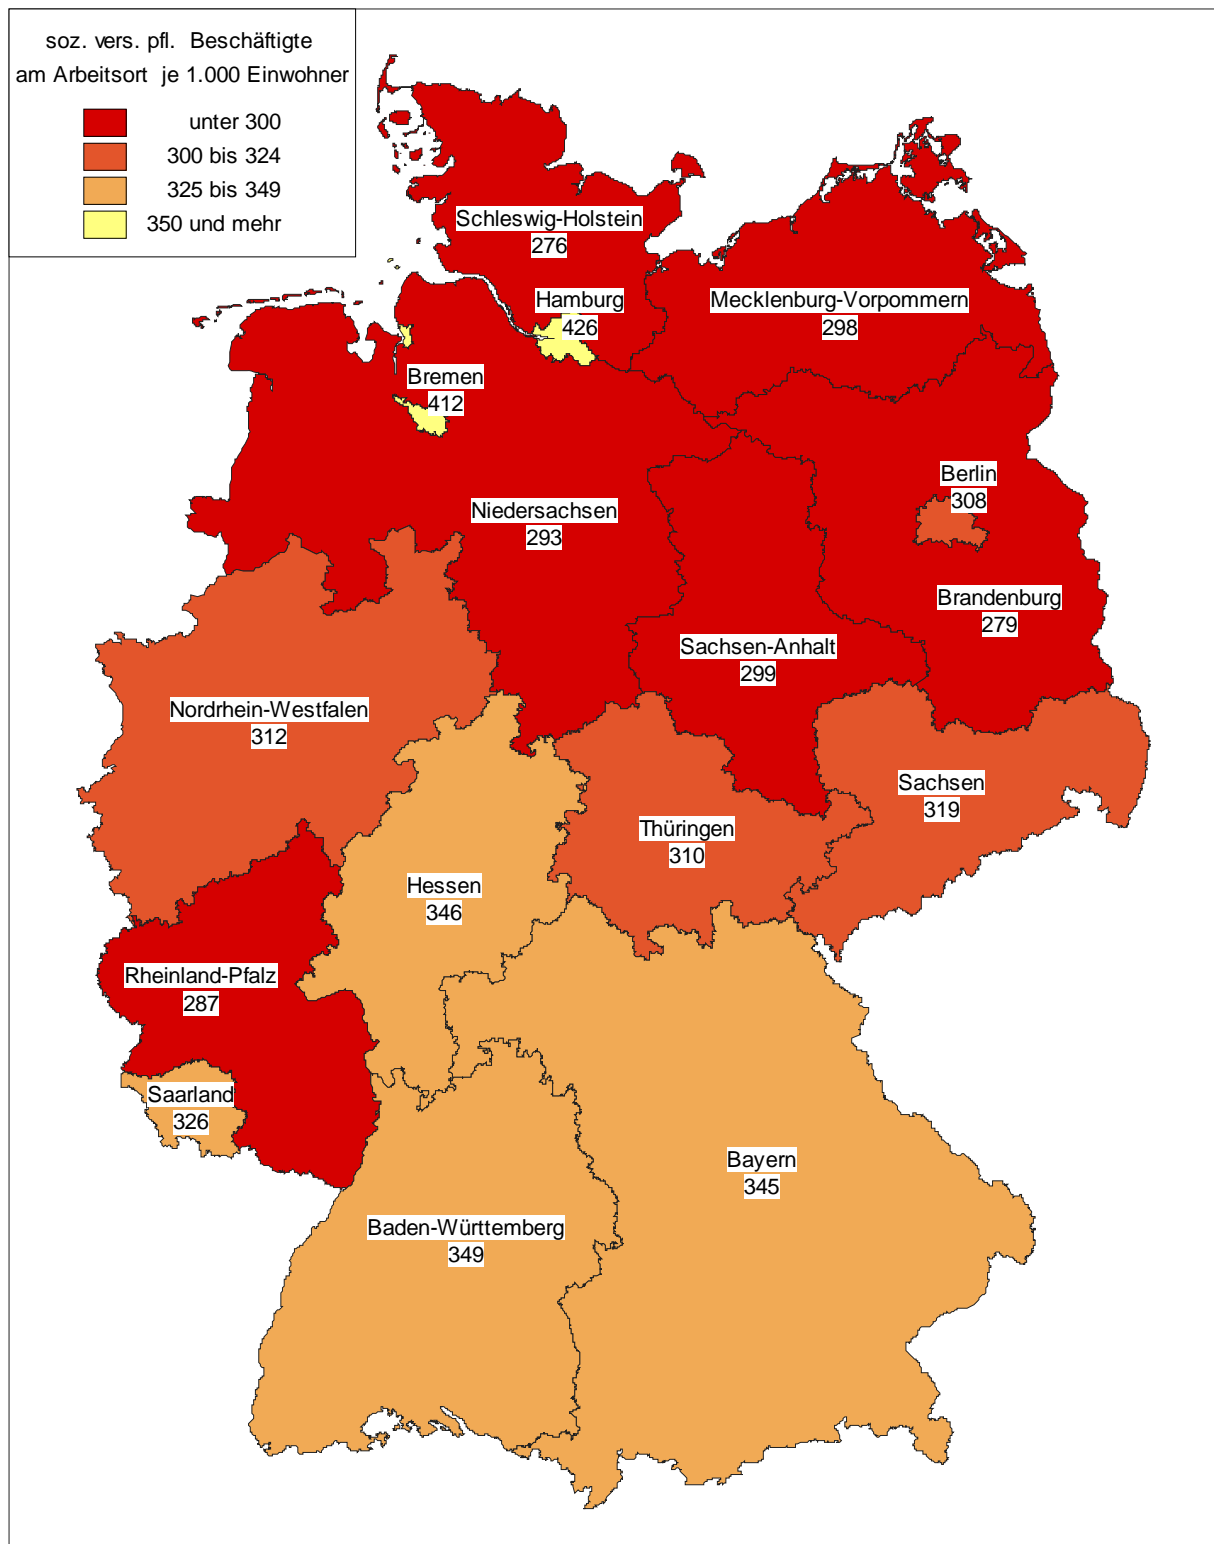 soz. vers. pfl. Beschäftigte
am Arbeitsort je 1.000 Einwohner
unter 300
300 bis 324
325 bis 349
350 und mehr
Schleswig-Holstein
276
Hamburg
426
Mecklenburg-Vorpommern
298
Bremen
412
Berlin
308
Niedersachsen
293
Brandenburg
279
Sachsen-Anhalt
299
Nordrhein-Westfalen
312
Sachsen
319
Thüringen
310
Hessen
346
Rheinland-Pfalz
287
Saarland
326
Bayern
345
Baden-Württemberg
349